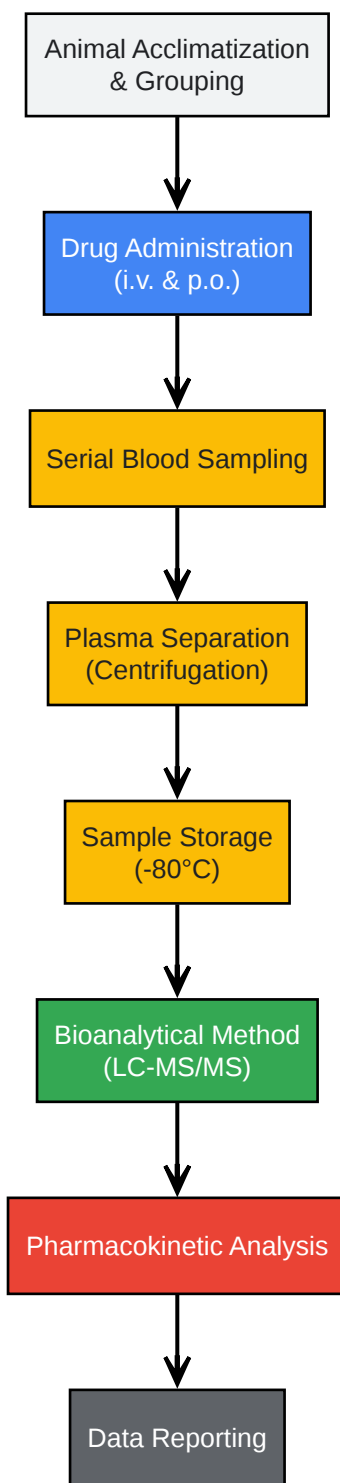 Animal Acclimatization
& Grouping
Drug Administration
(i.v. & p.o.)
Serial Blood Sampling
Plasma Separation
(Centrifugation)
Sample Storage
(-80°C)
Bioanalytical Method
(LC-MS/MS)
Pharmacokinetic Analysis
Data Reporting